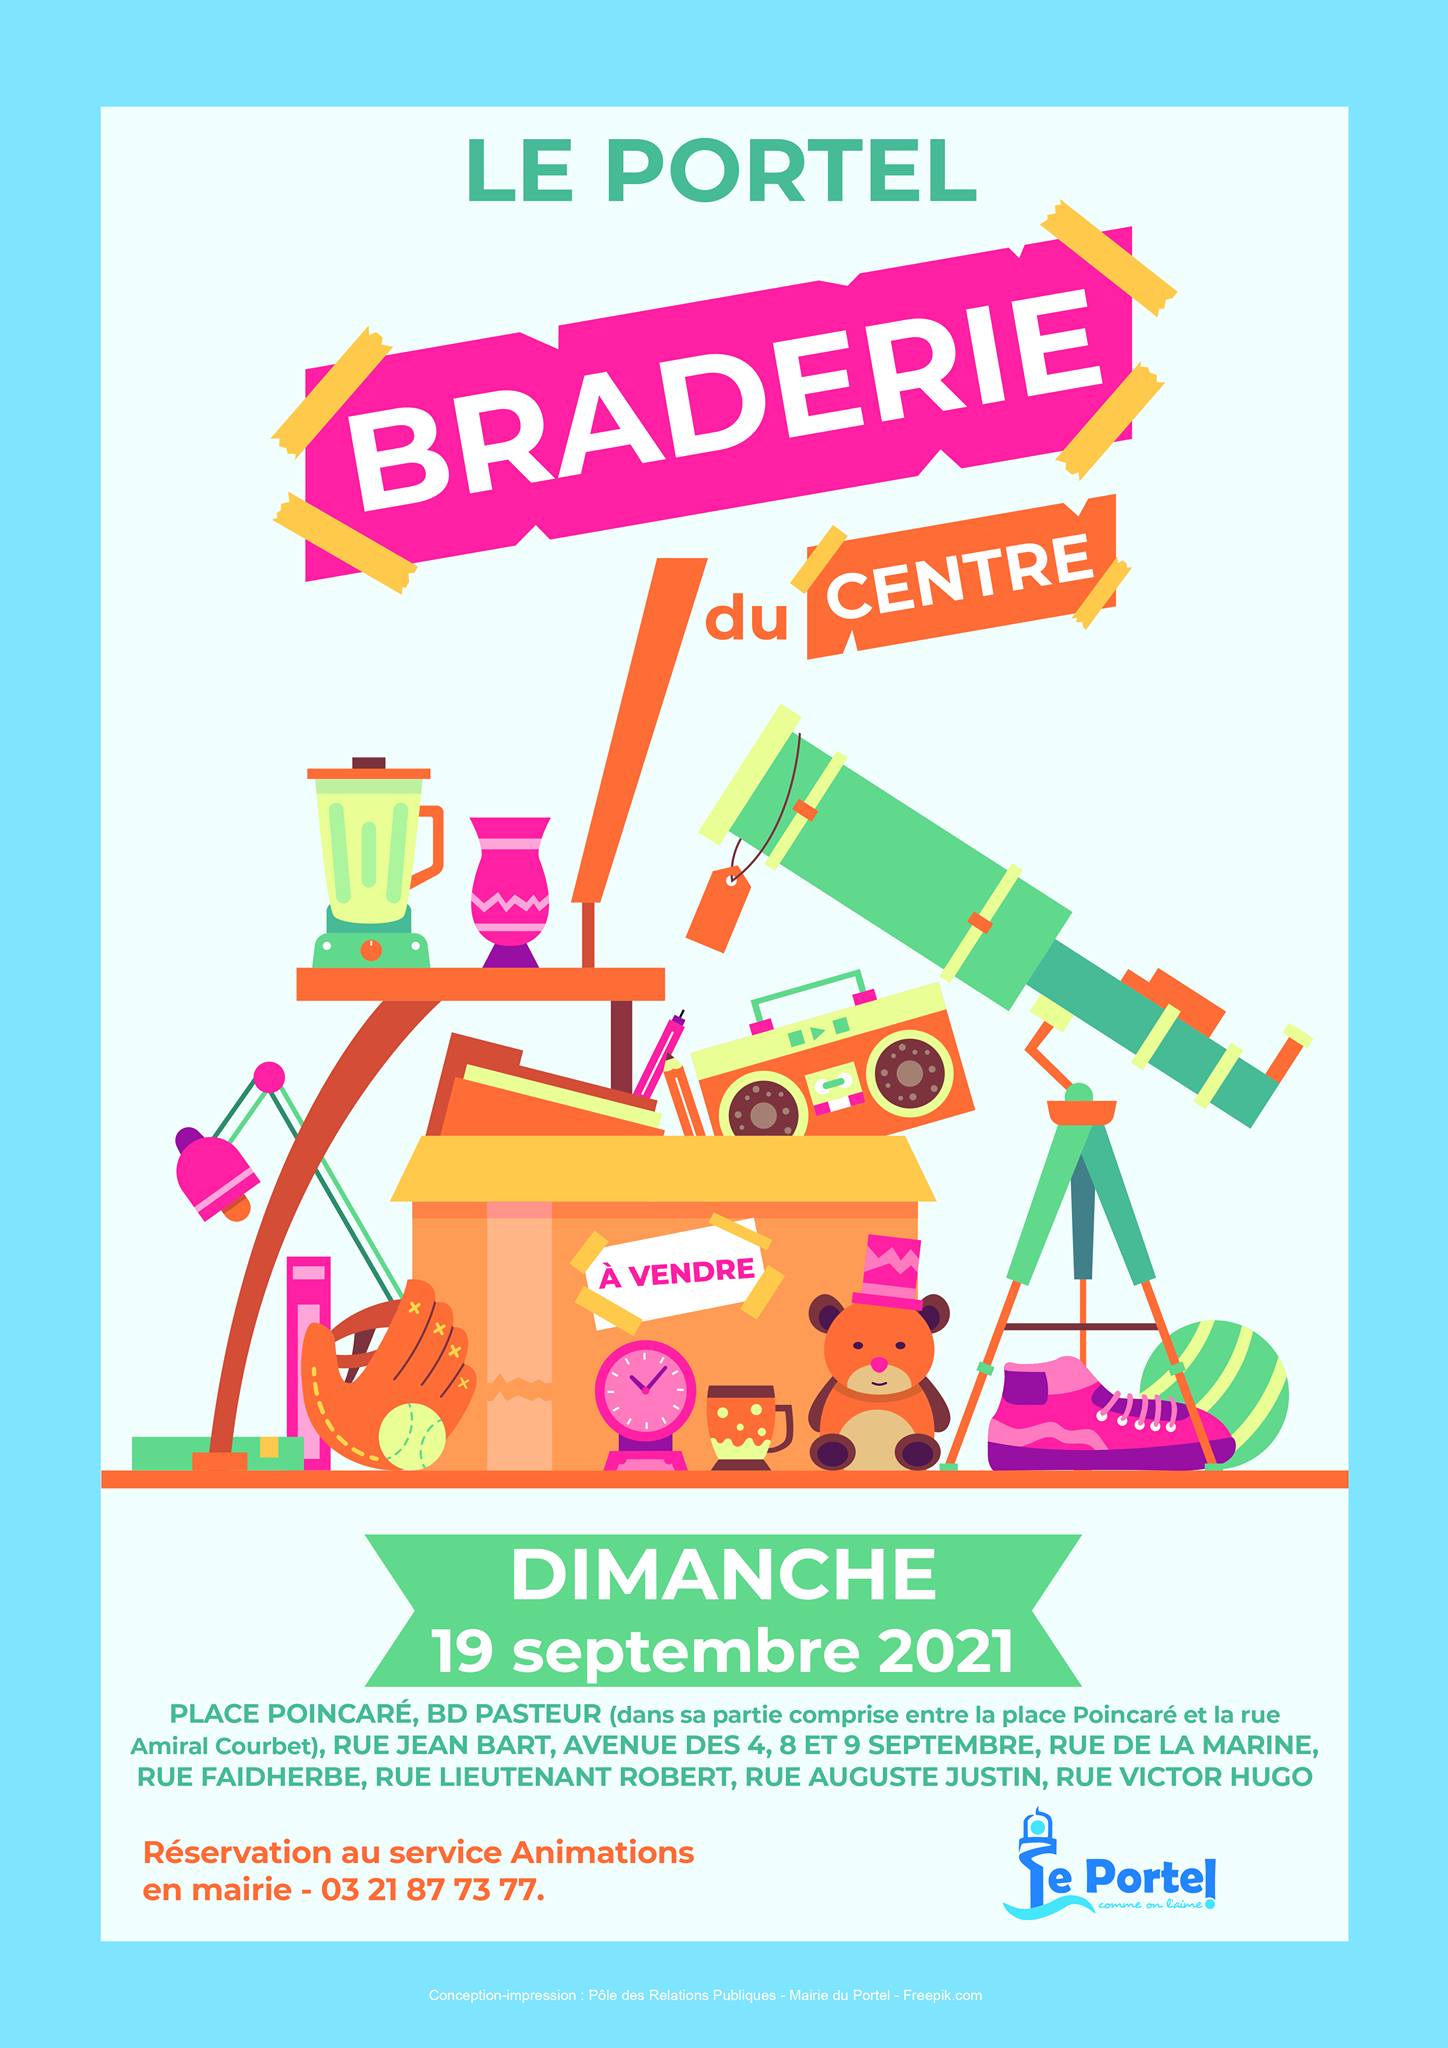 LE PORTEL
BRADERIE
du CENTRE
À VENDRE
DIMANCHE
19 septembre 2021
PLACE POINCARÉ, BD PASTEUR (dans sa partie comprise entre la place Poincaré et la rue
Amiral Courbet), RUE JEAN BART, AVENUE DES 4, 8 ET 9 SEPTEMBRE, RUE DE LA MARINE,
RUE FAIDHERBE, RUE LIEUTENANT ROBERT, RUE AUGUSTE JUSTIN, RUE VICTOR HUGO
Réservation au service Animations
en mairie - 03 21 87 73 77.
Le Portel
comme on l'aime!
Conception-impression : Pôle des Relations Publiques - Mairie du Portel - Freepik.com